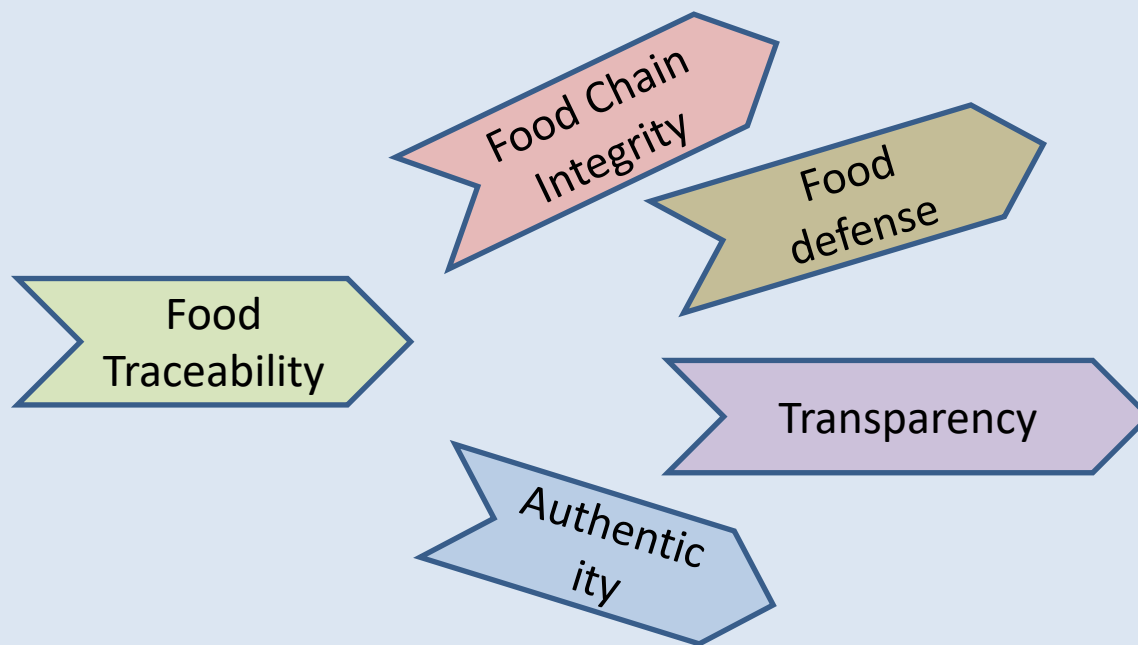 Food Chain
Integrity
Food
defense
Food
Traceability
Transparency
Authentic
ity